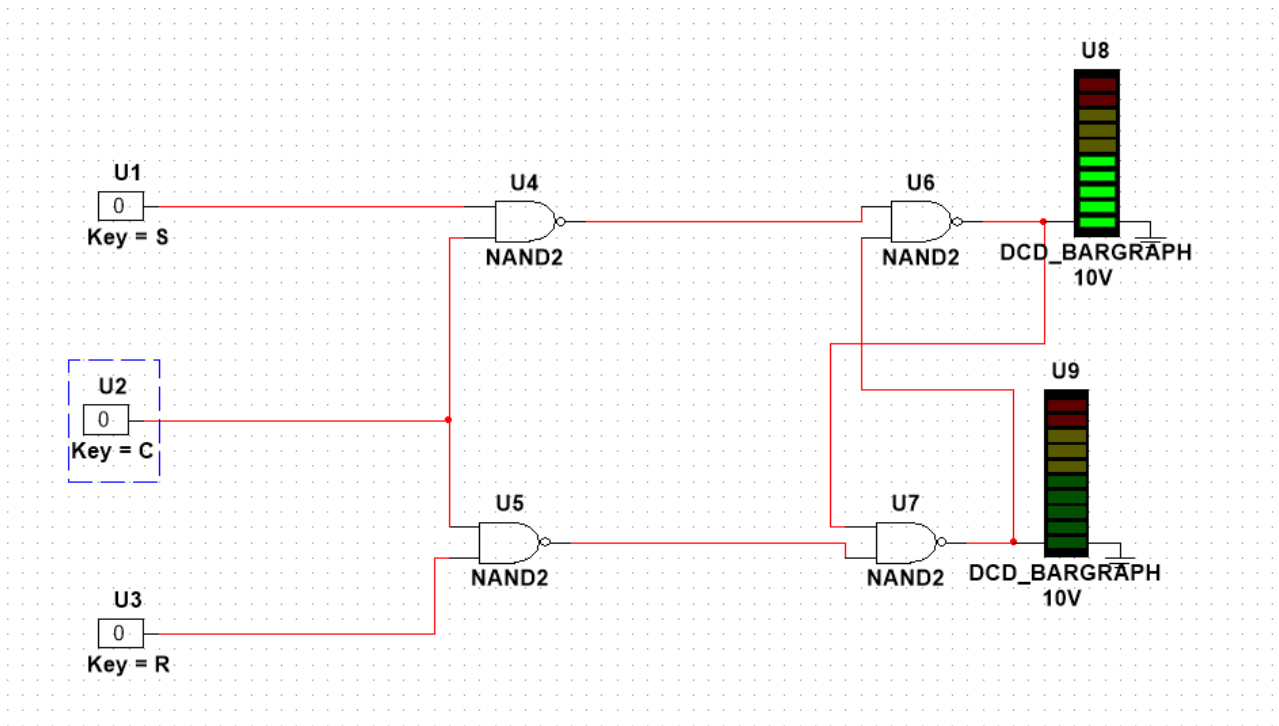 U8
U1
0
Key = S
U4
NAND2
U6
NAND2
DCD_BARGRAPH
10V
U2
0
Key = C
U9
U5
NAND2
U7
NAND2
DCD_BARGRAPH
10V
U3
0
Key = R